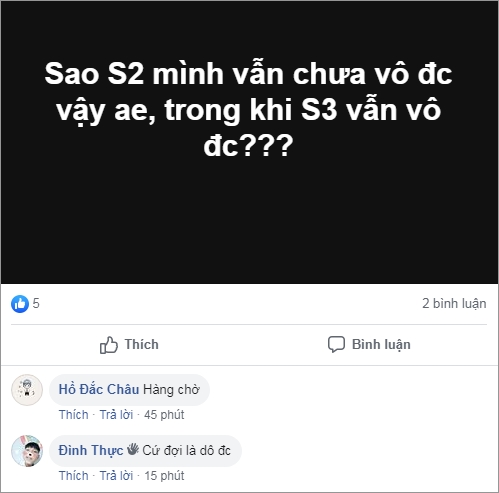 Sao S2 mình vẫn chưa vô đc
vậy ae, trong khi S3 vẫn vô
đc???
5
2 bình luận
Thích
Bình luận
Hồ Đắc Châu Hàng chờ
Thích · Trả lời · 45 phút
Đình Thực Cứ đợi là dô đc
Thích · Trả lời · 15 phút